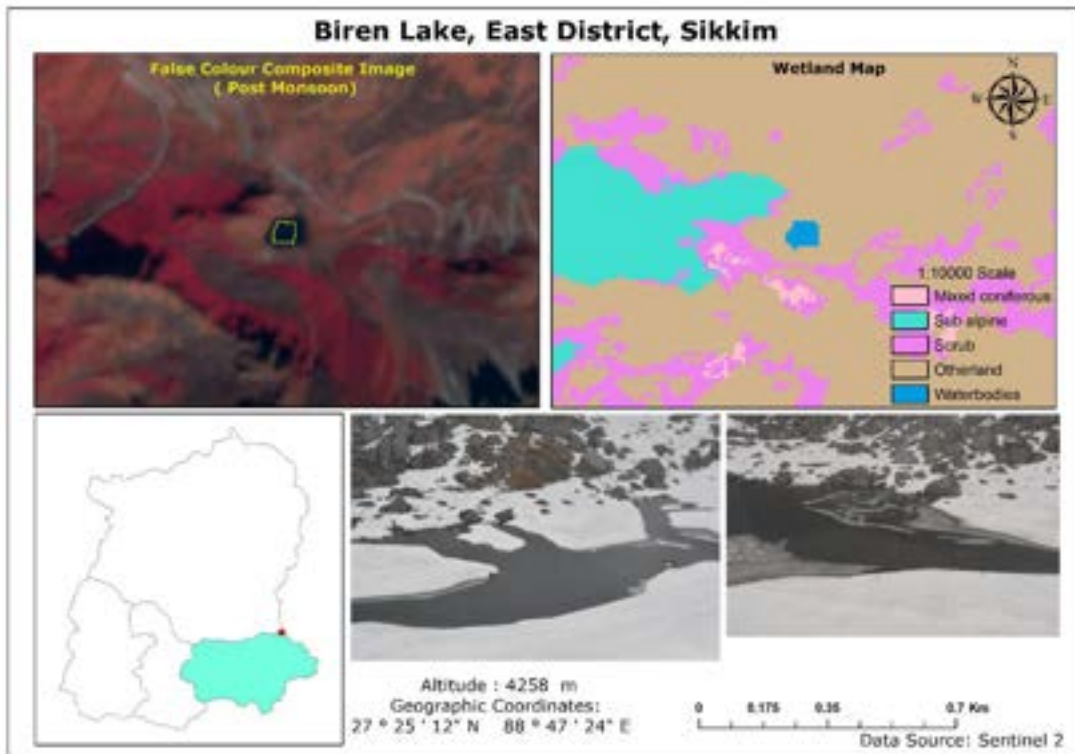 Biren Lake, East District, Sikkim
False Colour Composite Image
( Post Monsoon)
Wetland Map
N
N E
S
1:10000 Scale
Mixed coniferous
Sub alpine
Scrub
Otherland
Waterbodies
Altitude : 4258 m
Geographic Coordinates:
27 ° 25 ' 12" N 88 ° 47 ' 24" E
0 0.175 0.35 0.7 Km
Data Source: Sentinel 2